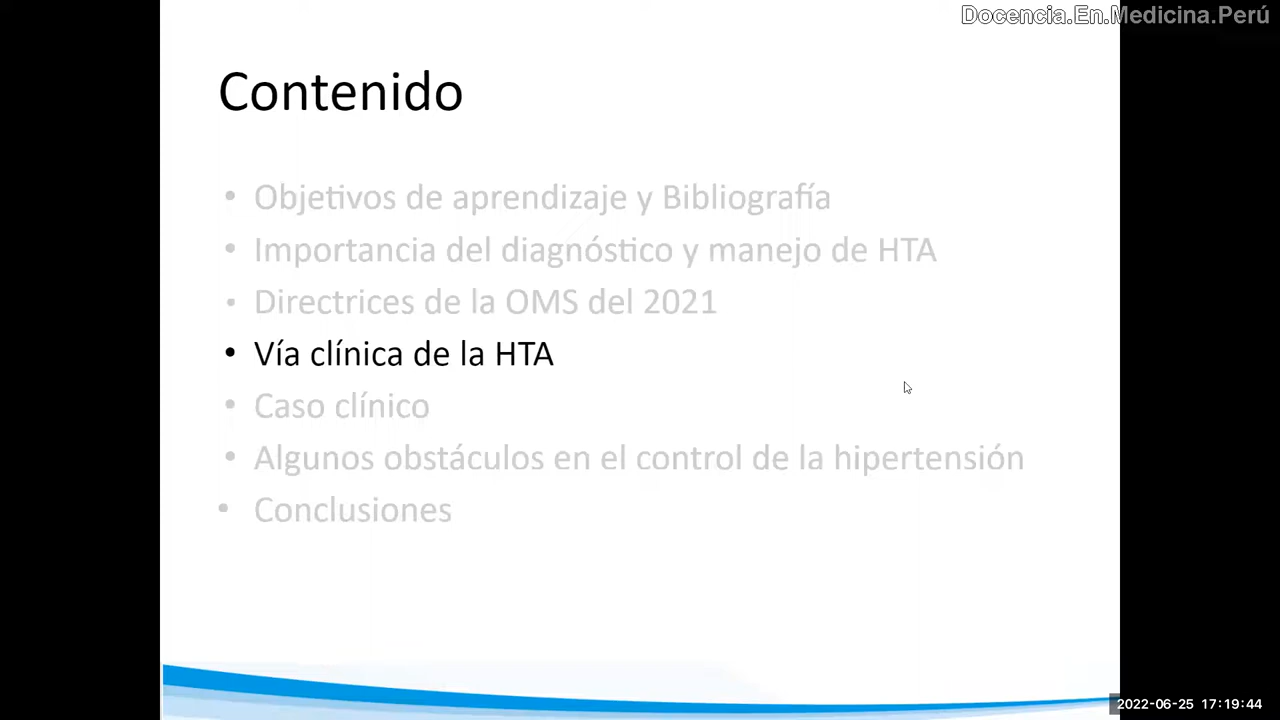 Docencia.En.Medicina.Perú
Contenido
• Objetivos de aprendizaje y Bibliografía
• Importancia del diagnóstico y manejo de HTA
• Directrices de la OMS del 2021
• Vía clínica de la HTA
• Caso clínico
• Algunos obstáculos en el control de la hipertensión
• Conclusiones
2022-06-25 17:19:44